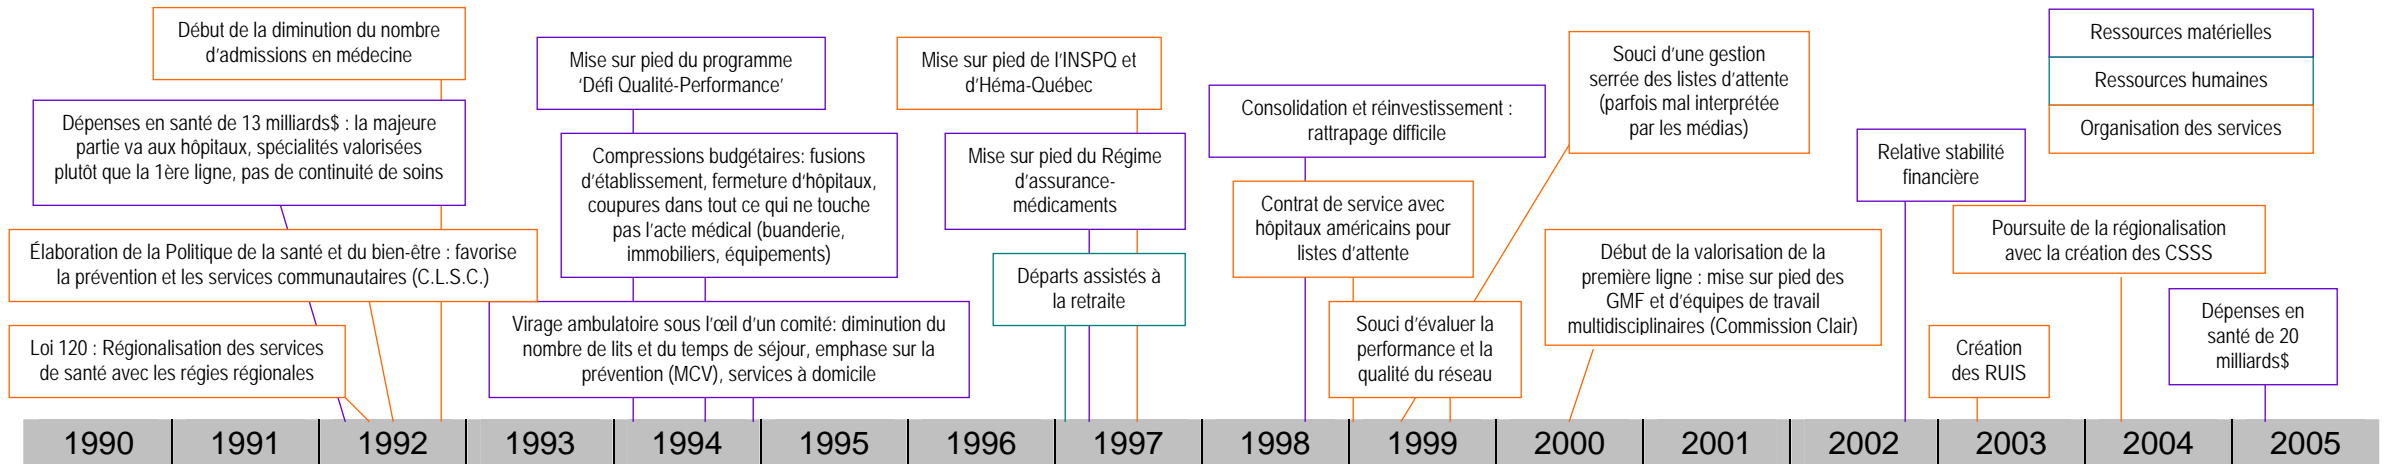 Début de la diminution du nombre
d'admissions en médecine
Dépenses en santé de 13 milliards$ : la majeure
partie va aux hôpitaux, spécialités valorisées
plutôt que la 1ère ligne, pas de continuité de soins
Élaboration de la Politique de la santé et du bien-être : favorise
la prévention et les services communautaires (C.L.S.C.)
Loi 120 : Régionalisation des services
de santé avec les régies régionales
Mise sur pied du programme
'Défi Qualité-Performance'
Compressions budgétaires: fusions
d'établissement, fermeture d'hôpitaux,
coupures dans tout ce qui ne touche
pas l'acte médical (buanderie,
immobiliers, équipements)
Virage ambulatoire sous l'œil d'un comité: diminution du
nombre de lits et du temps de séjour, emphase sur la
prévention (MCV), services à domicile
Mise sur pied de l'INSPQ et
d'Héma-Québec
Mise sur pied du Régime
d'assurance-
médicaments
Départs assistés à
la retraite
Consolidation et réinvestissement :
rattrapage difficile
Contrat de service avec
hôpitaux américains pour
listes d'attente
Souci d'évaluer la
performance et la
qualité du réseau
Souci d'une gestion
serrée des listes d'attente
(parfois mal interprétée
par les médias)
Début de la valorisation de la
première ligne : mise sur pied des
GMF et d'équipes de travail
multidisciplinaires (Commission Clair)
Relative stabilité
financière
Création
des RUIS
Poursuite de la régionalisation
avec la création des CSSS
Dépenses en
santé de 20
milliards$
Ressources matérielles
Ressources humaines
Organisation des services
1990 1991 1992 1993 1994 1995 1996 1997 1998 1999 2000 2001 2002 2003 2004 2005